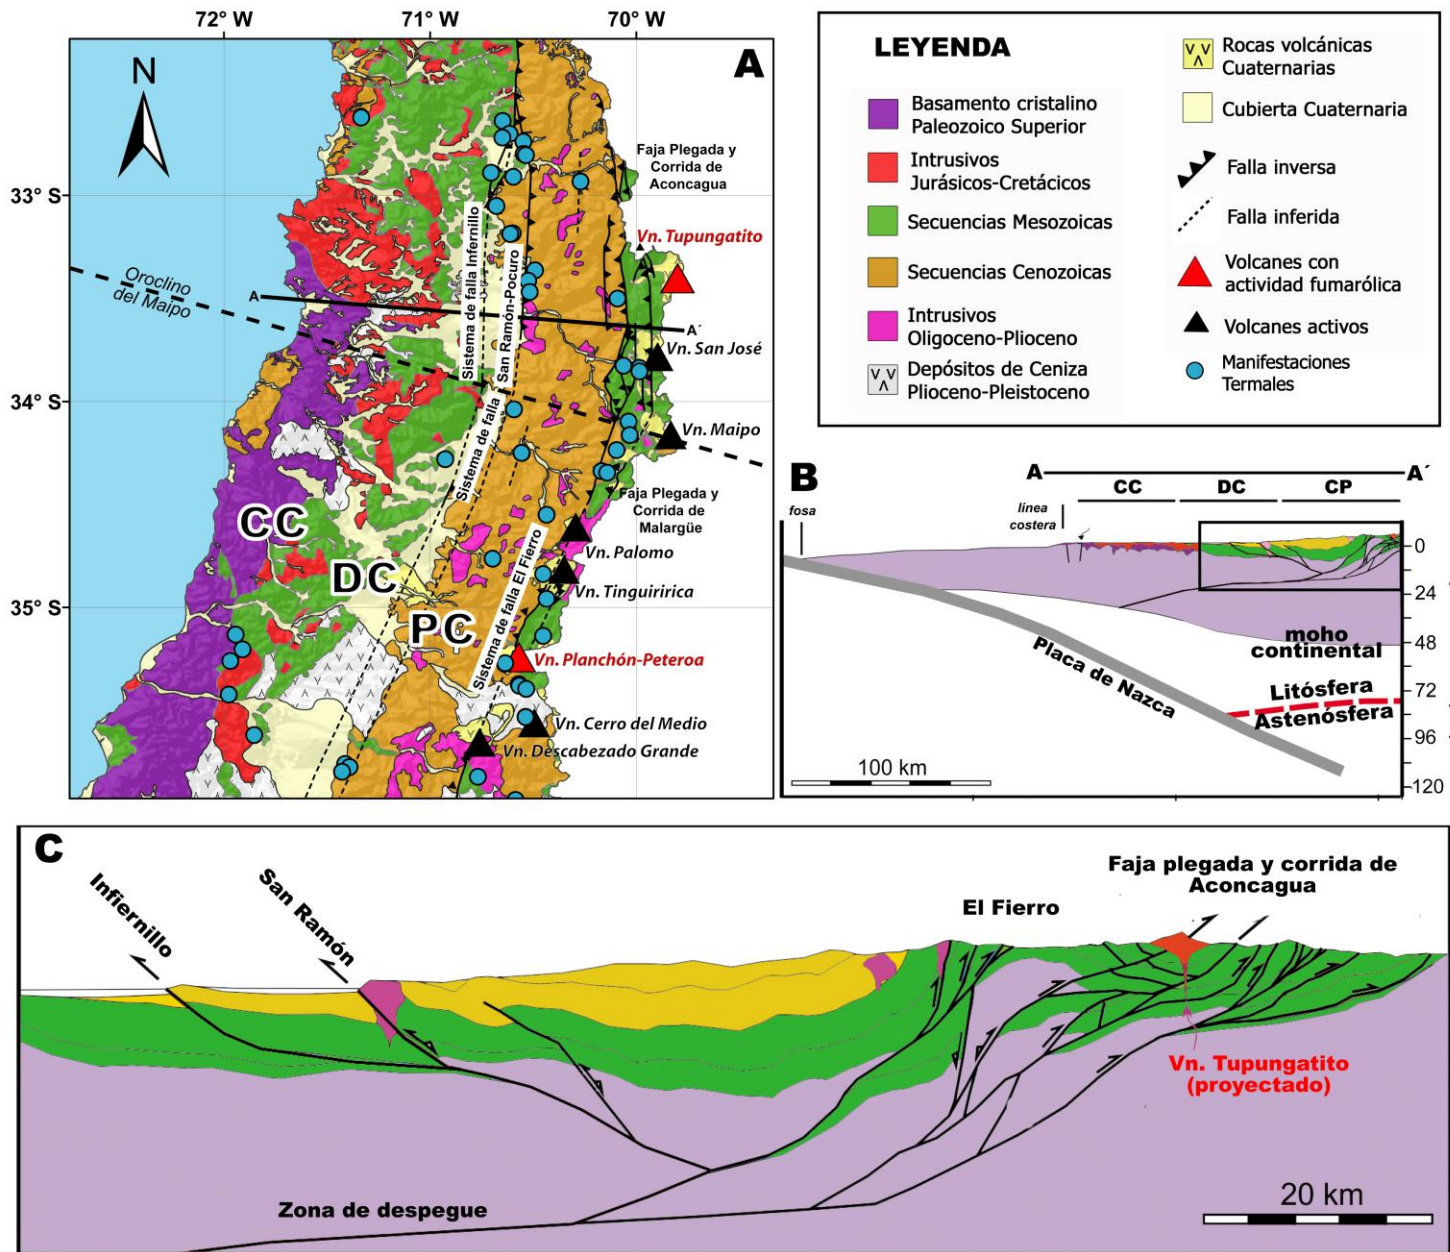 72° W
71° W
70° W
A
N
33° S
34° S
35° S
Faja Plegada y
Corrida de
Aconcagua
Vn. Tupungatito
Oroclino
del Maipo
A
A´
Sistema de falla Infernillo
Sistema de falla San Ramón-Pocuro
Vn. San José
Vn. Maipo
Faja Plegada y
Corrida de
Malargüe
CC
DC
PC
Vn. Palomo
Vn. Tinguiririca
Sistema de falla El Fierro
Vn. Planchón-Peteroa
Vn. Cerro del Medio
Vn. Descabezado Grande
LEYENDA
Basamento cristalino
Paleozoico Superior
Intrusivos
Jurásicos-Cretácicos
Secuencias Mesozoicas
Secuencias Cenozoicas
Intrusivos
Oligoceno-Plioceno
Depósitos de Ceniza
Plioceno-Pleistoceno
Rocas volcánicas
Cuaternarias
Cubierta Cuaternaria
Falla inversa
Falla inferida
Volcanes con
actividad fumarólica
Volcanes activos
Manifestaciones
Termales
B
A
A´
CC
DC
CP
fosa
línea
costera
0
24
48
72
96
120
moho
continental
Placa de Nazca
Litósfera
Astenósfera
100 km
C
Infiernillo
San Ramón
El Fierro
Faja plegada y corrida de
Aconcagua
Vn. Tupungatito
(proyectado)
Zona de despegue
20 km